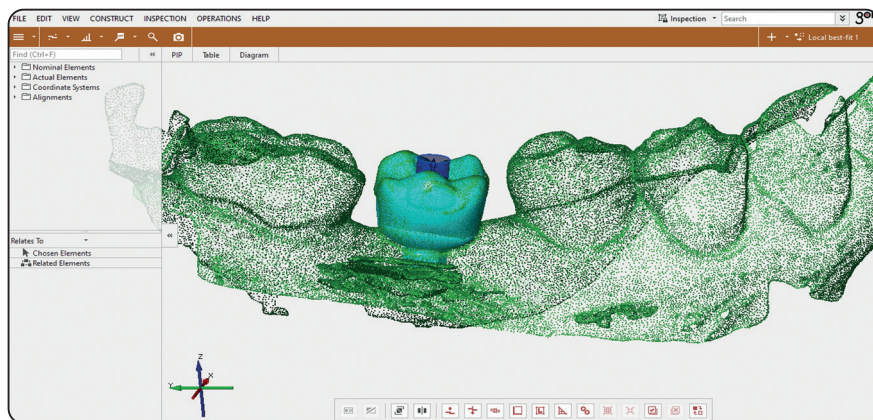 FILE EDIT VIEW CONSTRUCT INSPECTION OPERATIONS HELP
Inspection Search
Local best-fit 1
Find (Ctrl+F) PIP Table Diagram
Nominal Elements
Actual Elements
Coordinate Systems
Alignments
Relates To
Chosen Elements
Related Elements
Z
X
Y